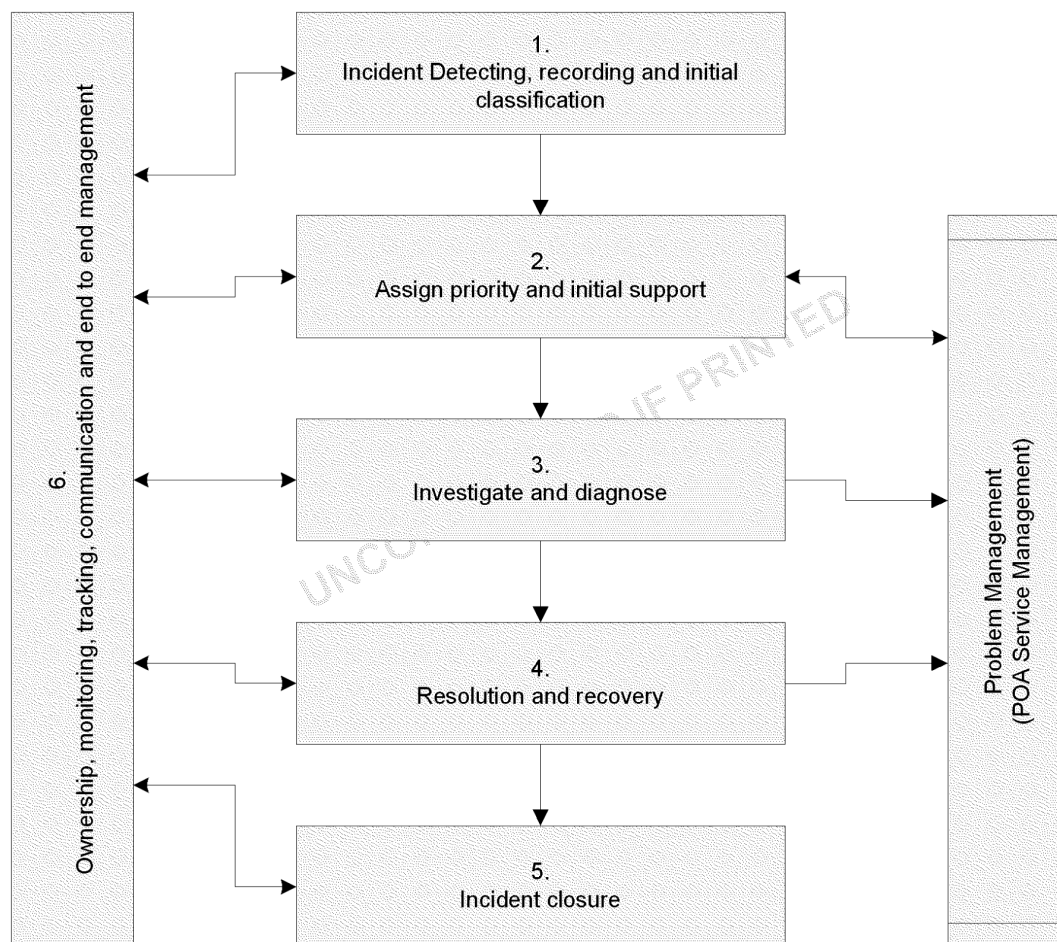 1.
Incident Detecting, recording and initial
classification
2.
Assign priority and initial support
3.
Investigate and diagnose
4.
Resolution and recovery
5.
Incident closure
6.
Ownership, monitoring, tracking, communication and end to end management
Problem Management
(POA Service Management)
IF PRINTED